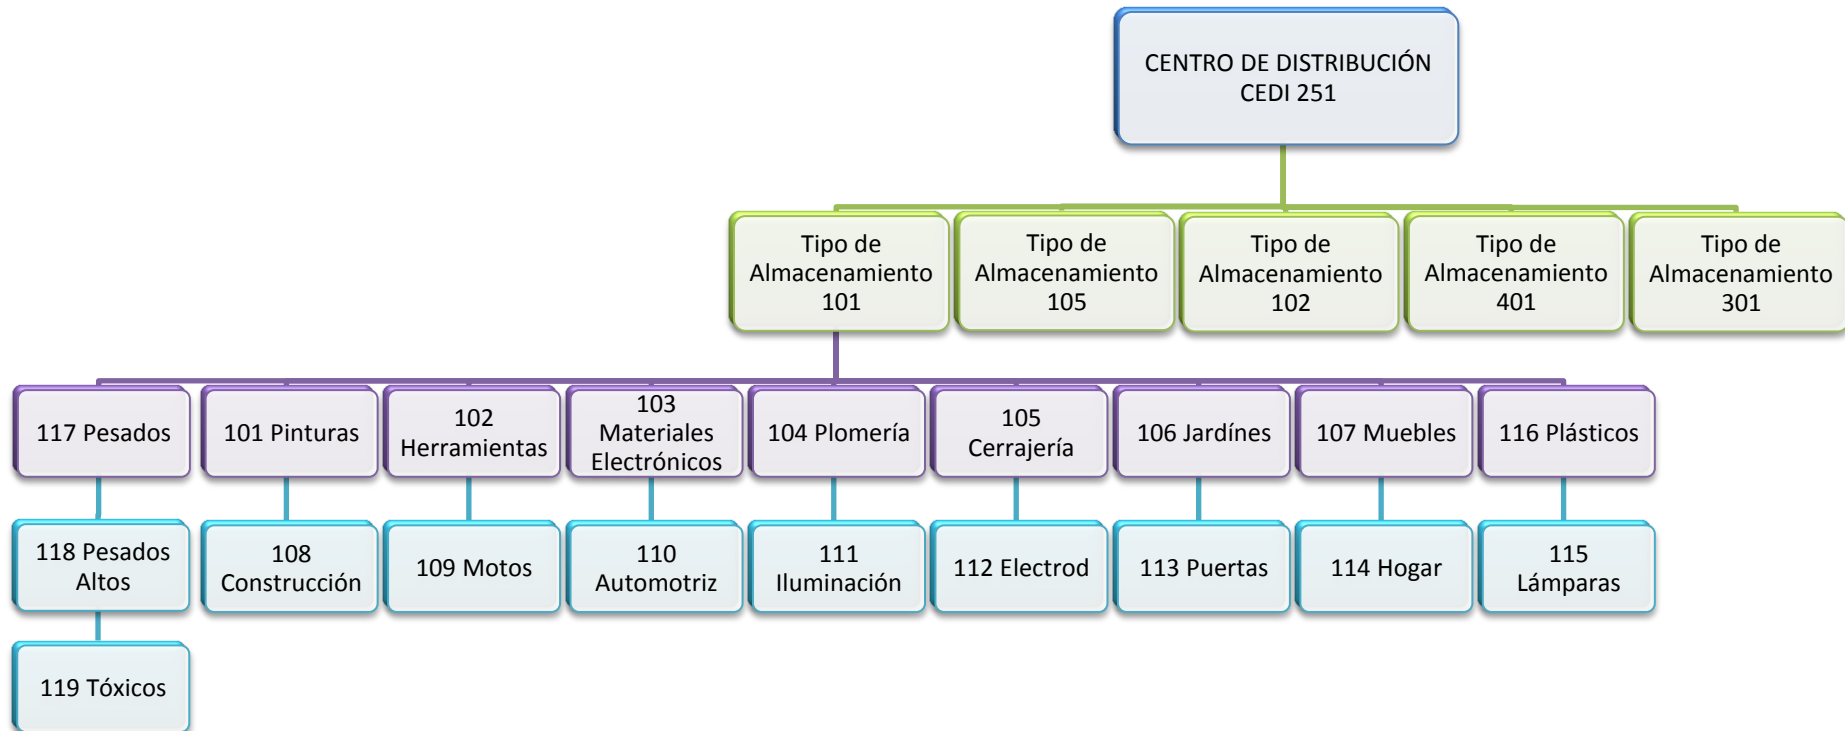 CENTRO DE DISTRIBUCIÓN
CEDI 251
Tipo de
Almacenamiento
101
Tipo de
Almacenamiento
105
Tipo de
Almacenamiento
102
Tipo de
Almacenamiento
401
Tipo de
Almacenamiento
301
117 Pesados
101 Pinturas
102
Herramientas
103
Materiales
Electrónicos
104 Plomería
105
Cerrajería
106 Jardínes
107 Muebles
116 Plásticos
118 Pesados
Altos
108
Construcción
109 Motos
110
Automotriz
111
Iluminación
112 Electrod
113 Puertas
114 Hogar
115
Lámparas
119 Tóxicos